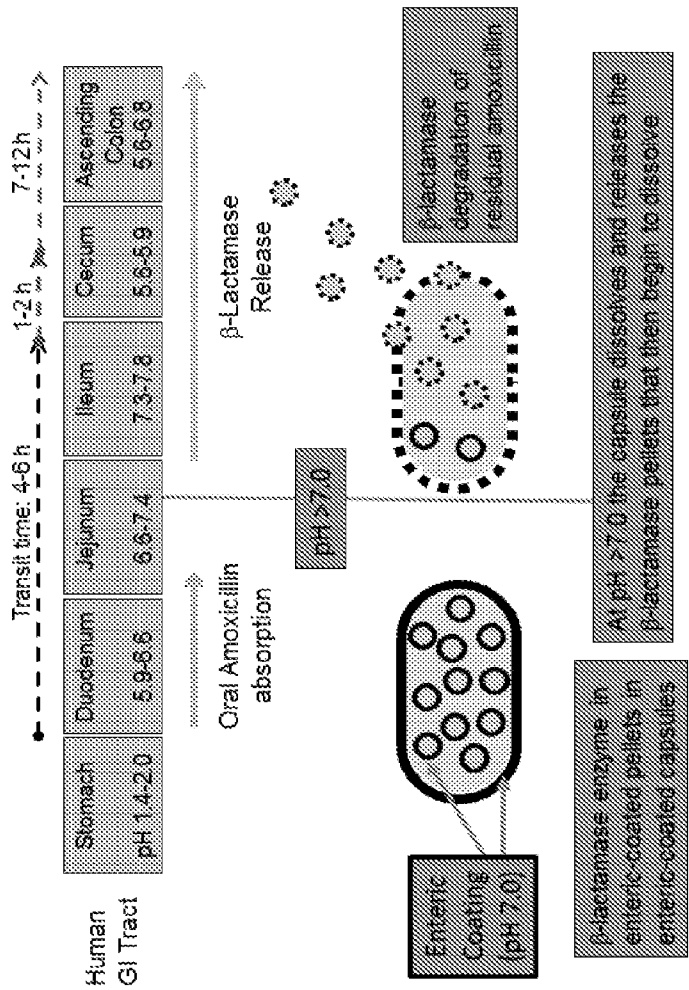 Transit time: 4-6 h
1-2 h
7-12 h
Human
GI Tract
Stomach
pH 1.4-2.0
Duodenum
5.9-6.6
Jejunum
6.6-7.4
Ileum
7.3-7.8
Cecum
5.6-5.9
Ascending
Colon
5.6-6.8
Oral Amoxicillin
absorption
β-Lactamase
Release
pH >7.0
Enteric
Coating
(pH 7.0)
β-lactamase
degradation of
residual amoxicillin
β-lactamase enzyme in
enteric-coated pellets in
enteric-coated capsules
At pH >7.0 the capsule dissolves and releases the
β-lactamase pellets that then begin to dissolve